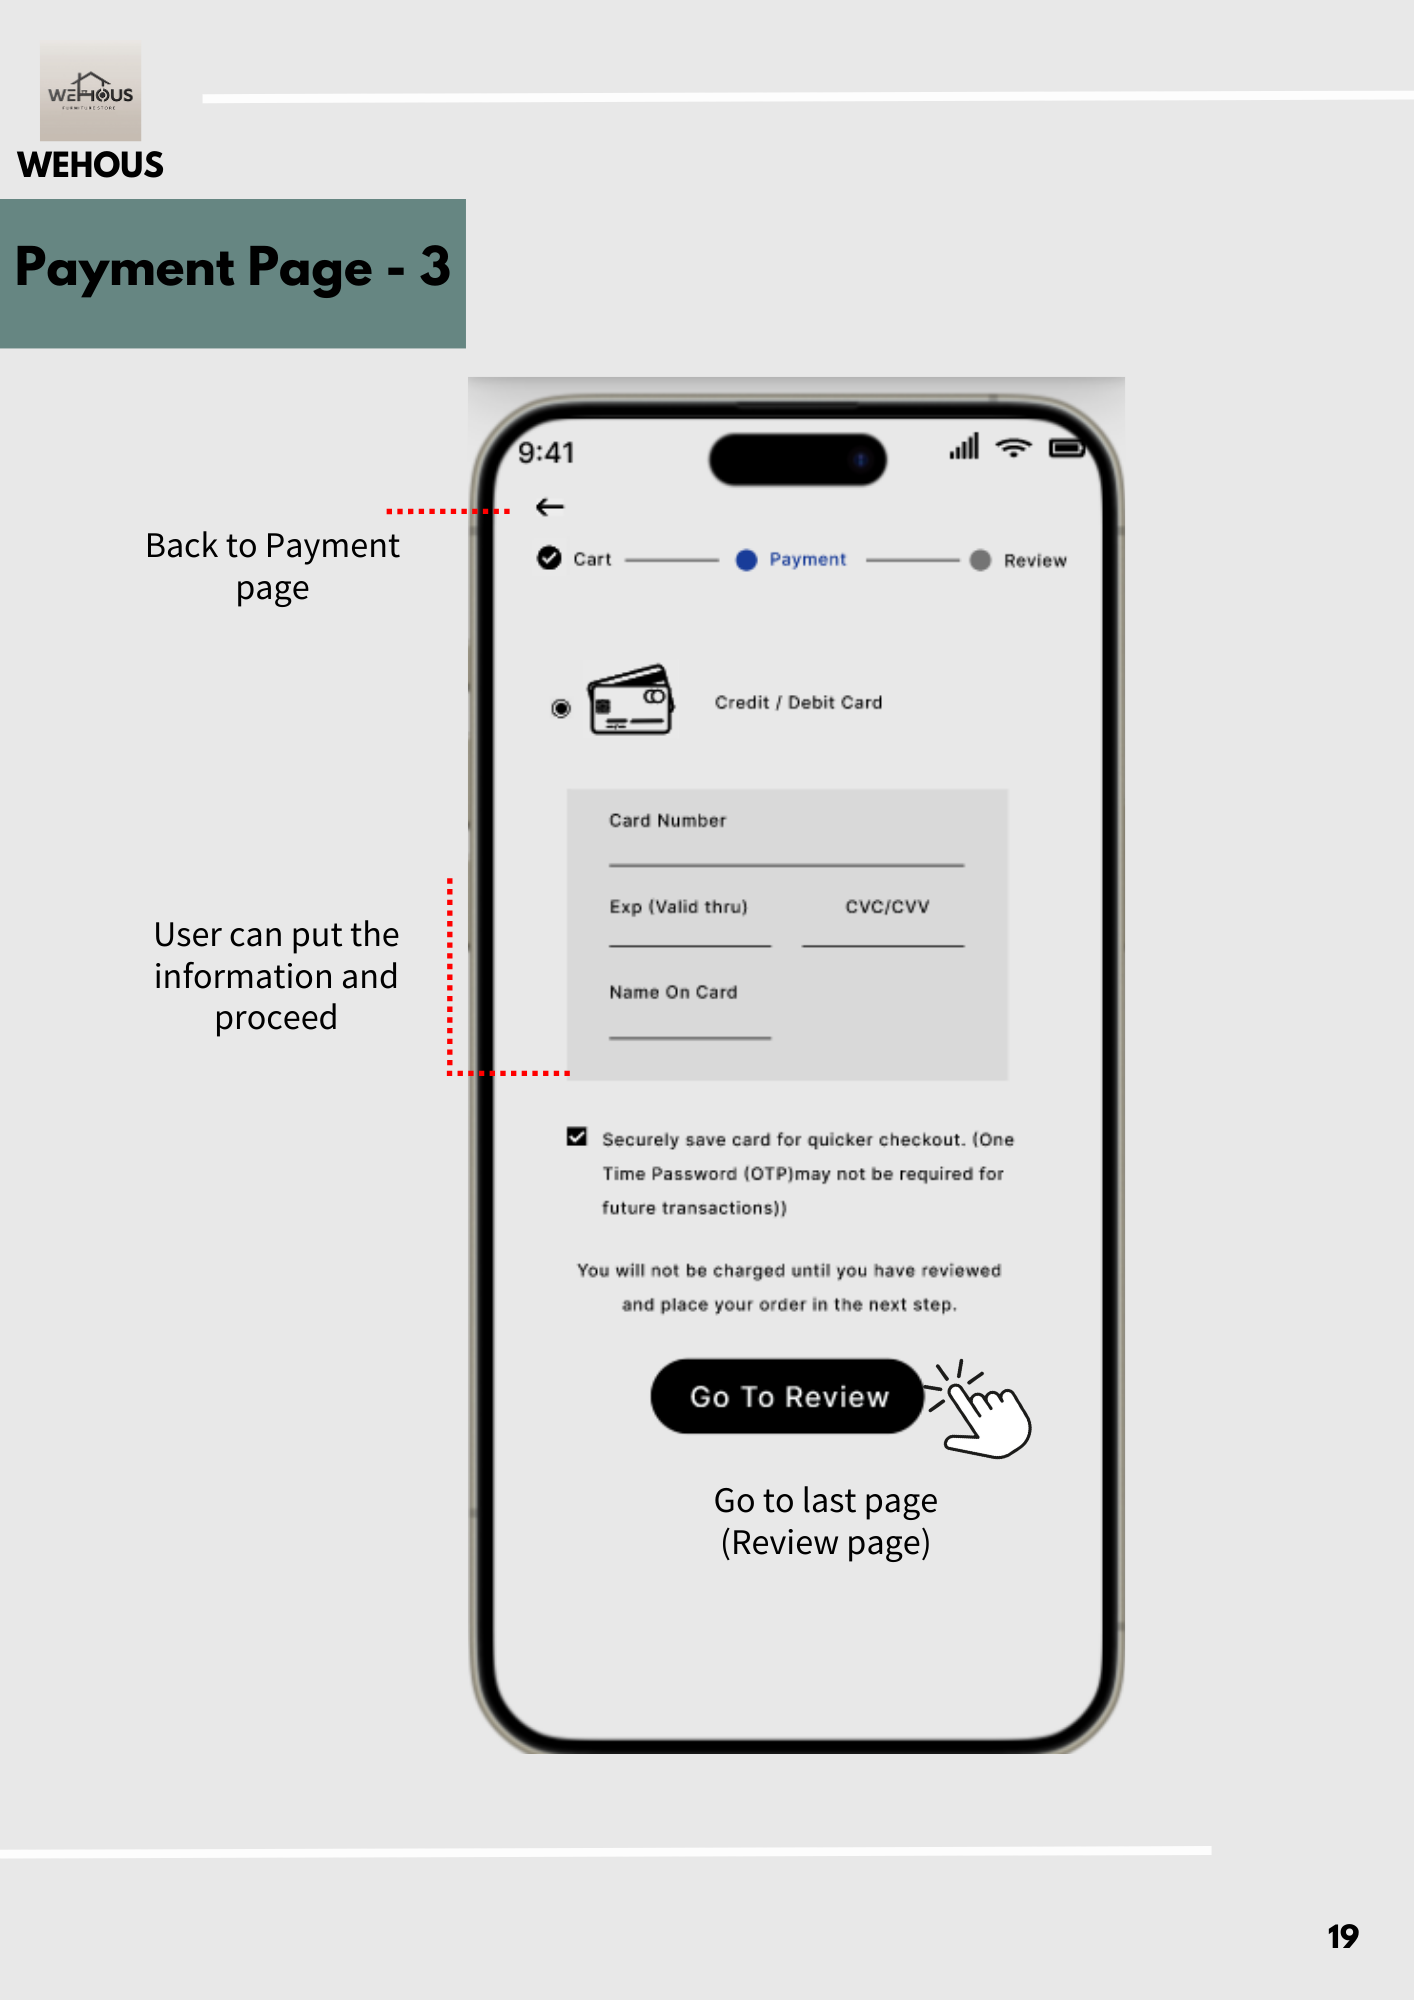 WEHOUS
FURNITURE STORE
WEHOUS
Payment Page - 3
9:41
Back to Payment
page
Cart
Payment
Review
Credit / Debit Card
Card Number
Exp (Valid thru)
CVC/CVV
Name On Card
User can put the
information and
proceed
Securely save card for quicker checkout. (One
Time Password (OTP)may not be required for
future transactions))
You will not be charged until you have reviewed
and place your order in the next step.
Go To Review
Go to last page
(Review page)
19